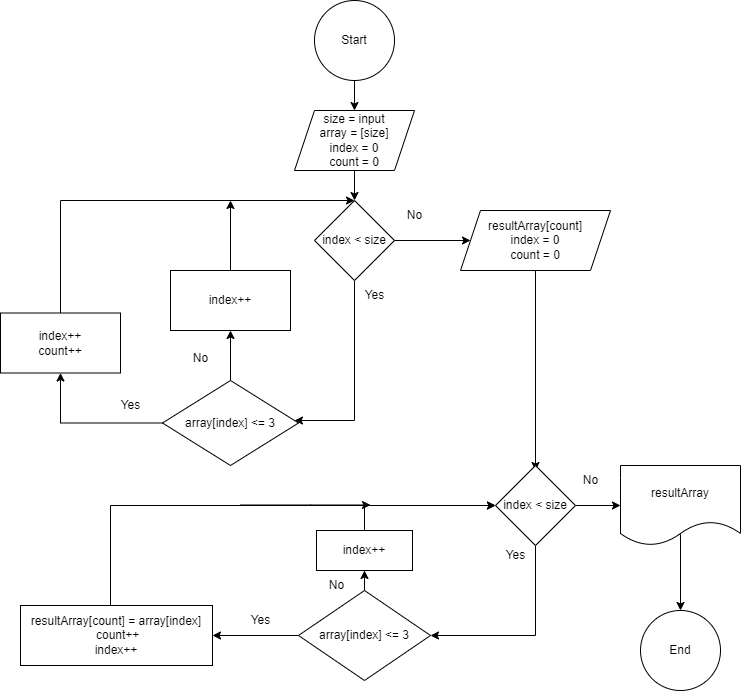 Start
size = input
array = [size]
index = 0
count = 0
index < size
No
Yes
resultArray[count]
index = 0
count = 0
index++
index++
count++
No
Yes
array[index] <= 3
index < size
No
Yes
resultArray
index++
No
Yes
array[index] <= 3
resultArray[count] = array[index]
count++
index++
End